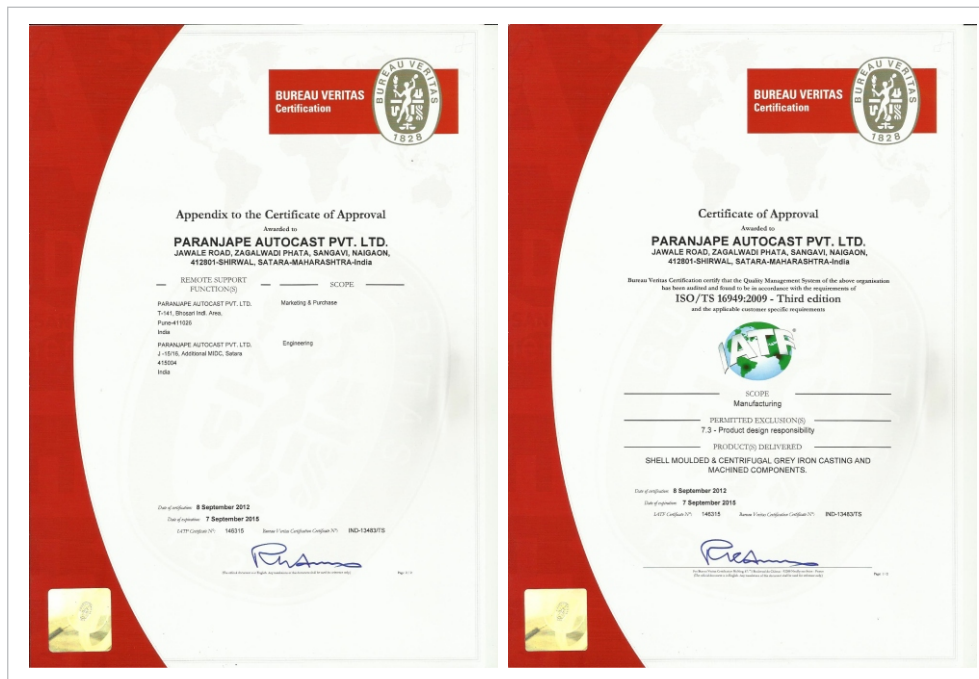 BUREAU VERITAS
Certification
BUREAU VERITAS
1828
Appendix to the Certificate of Approval
Awarded to
PARANJAPE AUTOCAST PVT. LTD.
JAWALE ROAD, ZAGALWADI PHATA, SANGAVI, NAIGAON,
412801-SHIRWAL, SATARA-MAHARASHTRA-India
REMOTE SUPPORT FUNCTION(S)
SCOPE
PARANJAPE AUTOCAST PVT. LTD. Marketing & Purchase
T-141, Bhosari Indl. Area,
Pune-411026
India
PARANJAPE AUTOCAST PVT. LTD. Engineering
J -15/16, Additional MIDC, Satara
415004
India
Date of certification: 8 September 2012
Date of expiration: 7 September 2015
IATF Certificate N°: 146315 Bureau Veritas Certification Certificate N°: IND-13483/TS
BUREAU VERITAS
Certification
BUREAU VERITAS
1828
Certificate of Approval
Awarded to
PARANJAPE AUTOCAST PVT. LTD.
JAWALE ROAD, ZAGALWADI PHATA, SANGAVI, NAIGAON,
412801-SHIRWAL, SATARA-MAHARASHTRA-India
Bureau Veritas Certification certify that the Quality Management System of the above organisation
has been audited and found to be in accordance with the requirements of
ISO/TS 16949:2009 - Third edition
and the applicable customer specific requirements
IATF
SCOPE
Manufacturing
PERMITTED EXCLUSION(S)
7.3 - Product design responsibility
PRODUCT(S) DELIVERED
SHELL MOULDED & CENTRIFUGAL GREY IRON CASTING AND
MACHINED COMPONENTS.
Date of certification: 8 September 2012
Date of expiration: 7 September 2015
IATF Certificate N°: 146315 Bureau Veritas Certification Certificate N°: IND-13483/TS